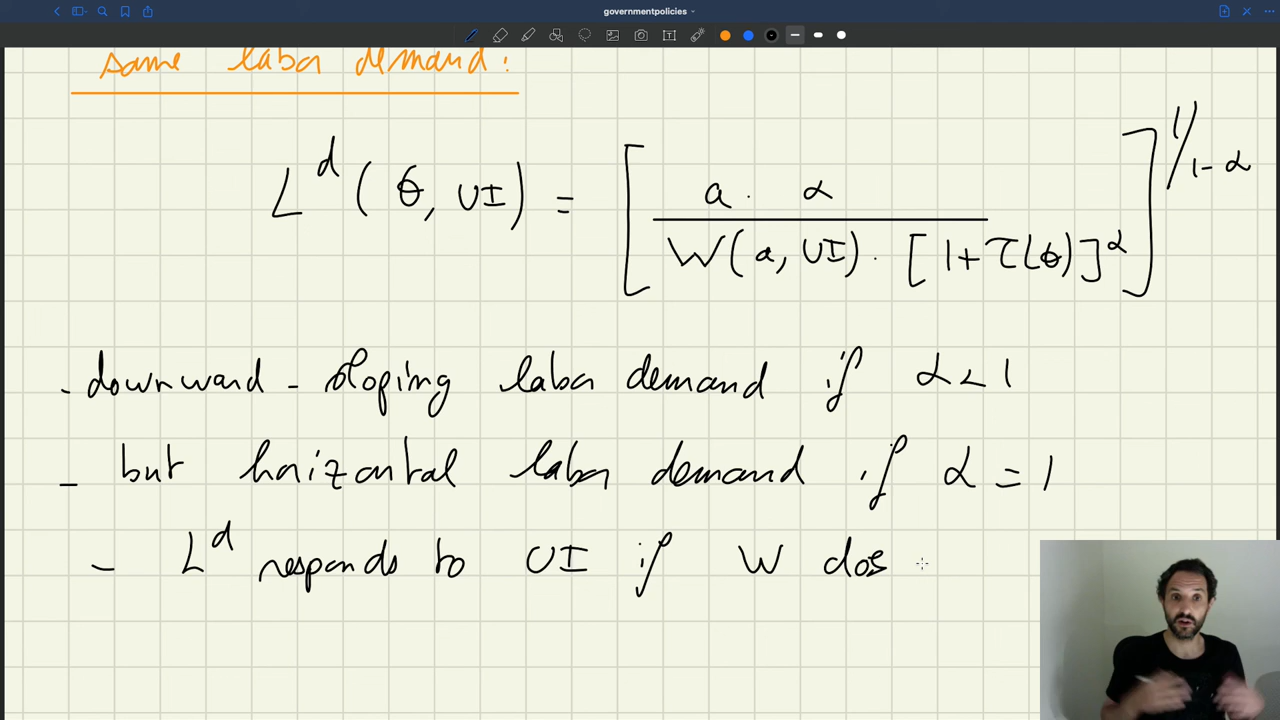 governmentpolicies
same labor demand:
L^d (θ, UI) = [ a · α / W(a, UI) · [1+τ(θ)]^α ]^1/1-α
- downward-sloping labor demand if α < 1
- but horizontal labor demand if α = 1
- L^d responds to UI if W does